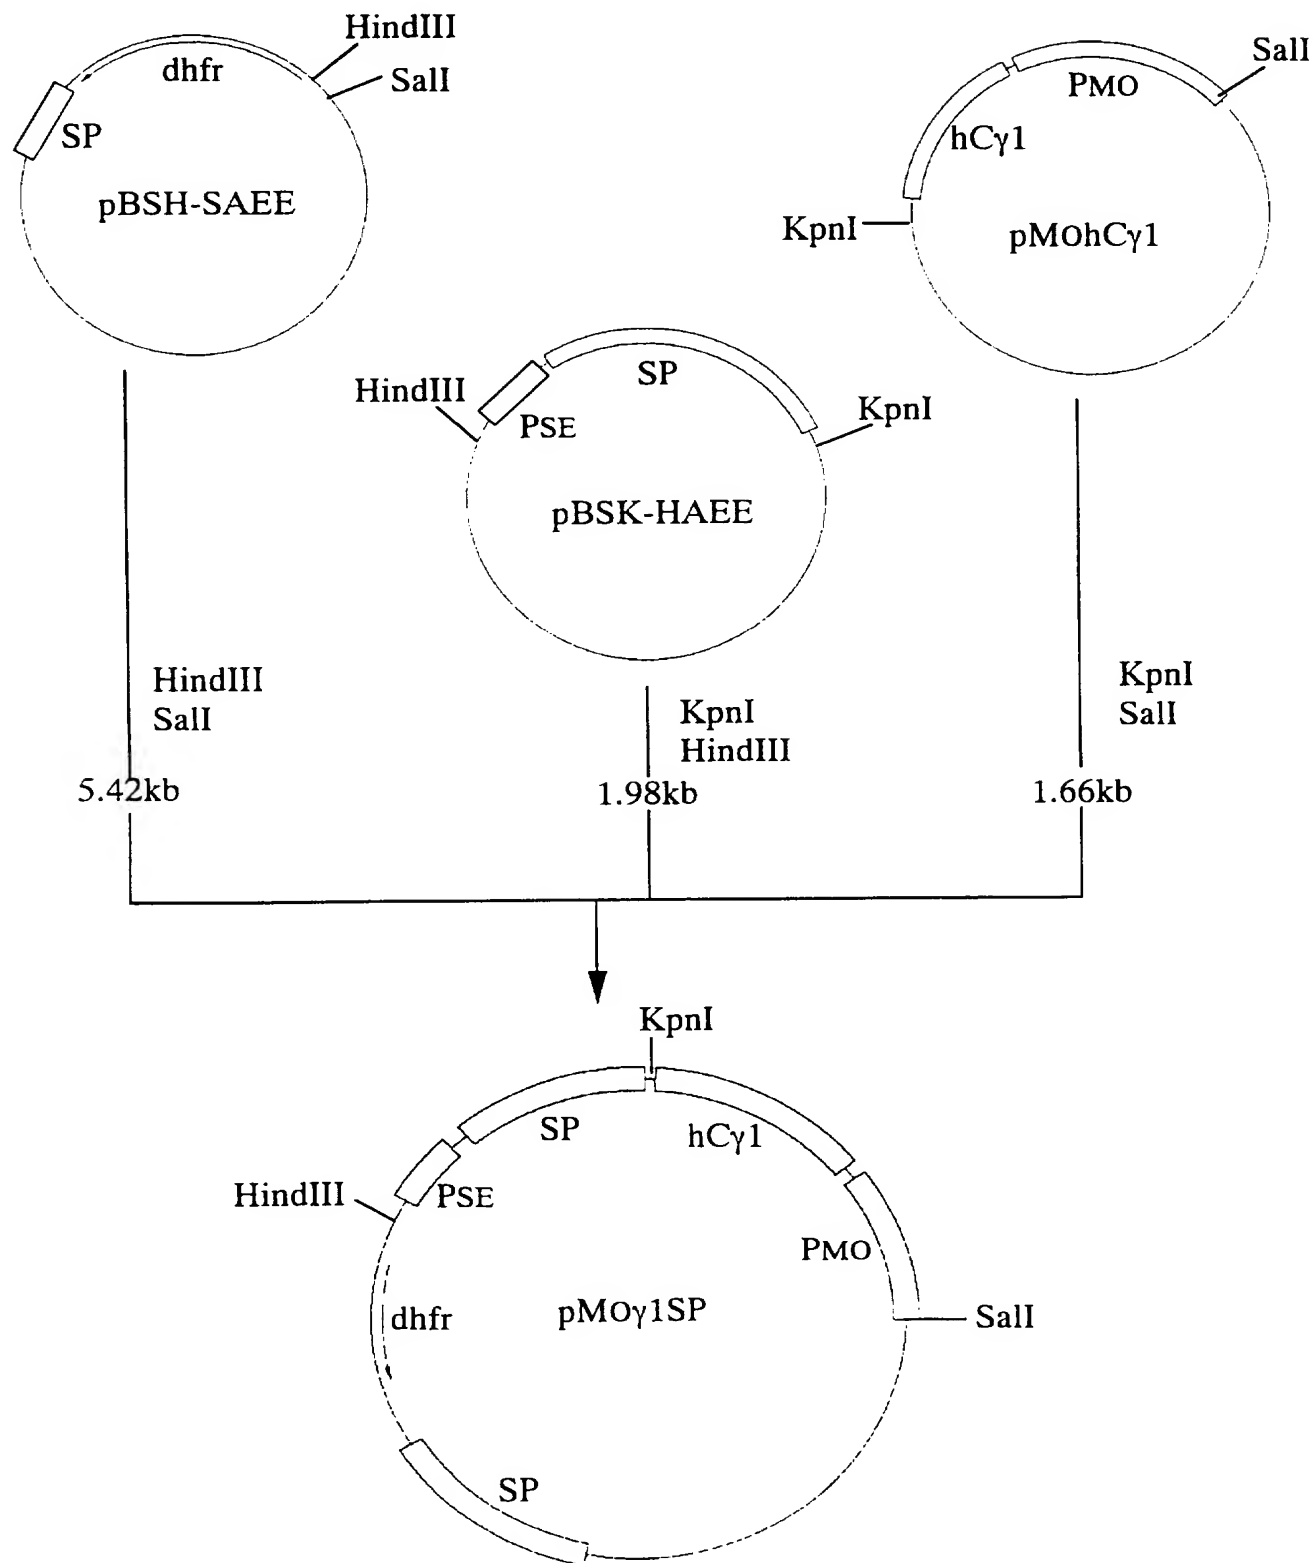 HindIII
SalI
dhfr
SP
pBSH-SAEE
SalI
PMO
hCγ1
KpnI
pMOhCγ1
HindIII
SP
PSE
KpnI
pBSK-HAEE
HindIII
SalI
KpnI
HindIII
KpnI
SalI
5.42kb
1.98kb
1.66kb
KpnI
SP
hCγ1
HindIII
PSE
PMO
dhfr
pMOγ1SP
SalI
SP